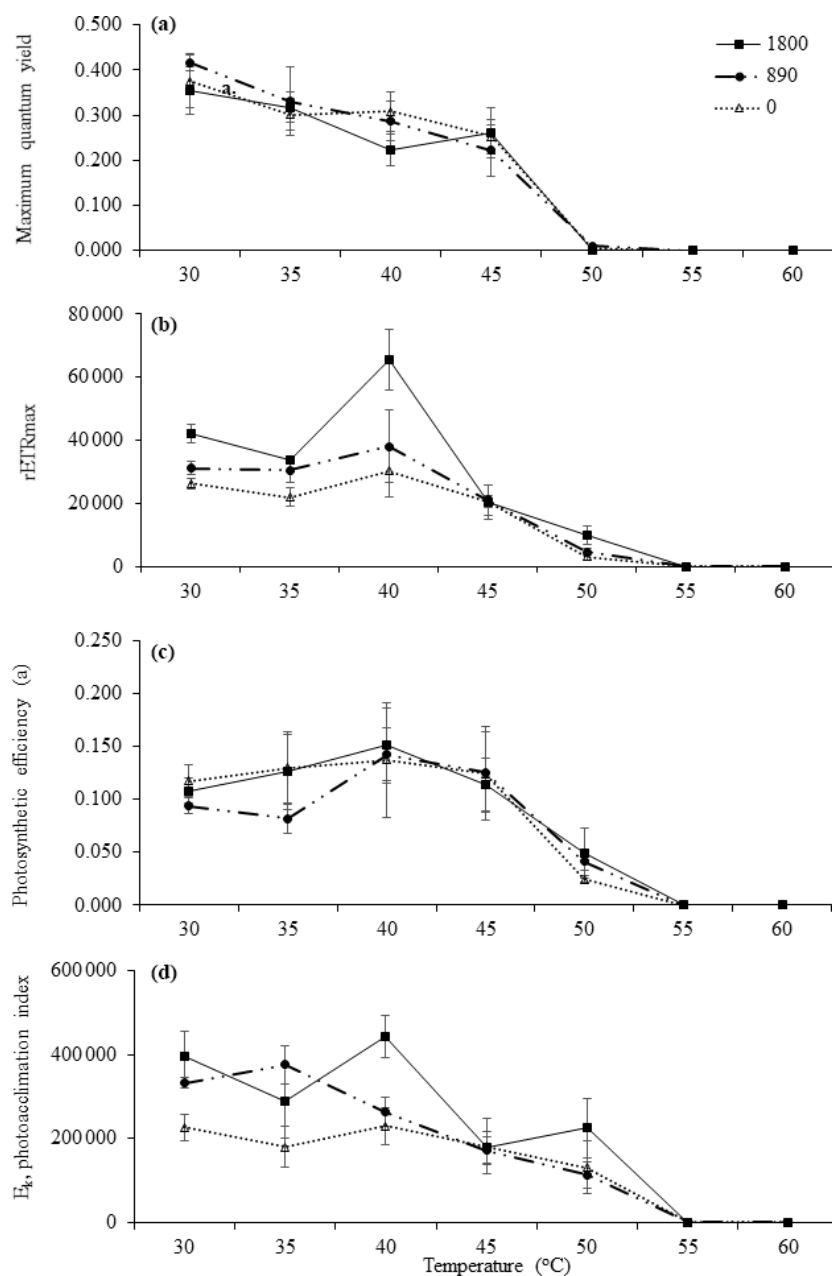 (a)
Maximum quantum yield
0.500
0.400
0.300
0.200
0.100
0.000
a
1800
890
0
30 35 40 45 50 55 60
(b)
rETRmax
80 000
60 000
40 000
20 000
0
30 35 40 45 50 55 60
(c)
Photosynthetic efficiency (a)
0.250
0.200
0.150
0.100
0.050
0.000
30 35 40 45 50 55 60
(d)
Ek, photoacclimation index
600 000
400 000
200 000
0
30 35 40 45 50 55 60
Temperature (°C)